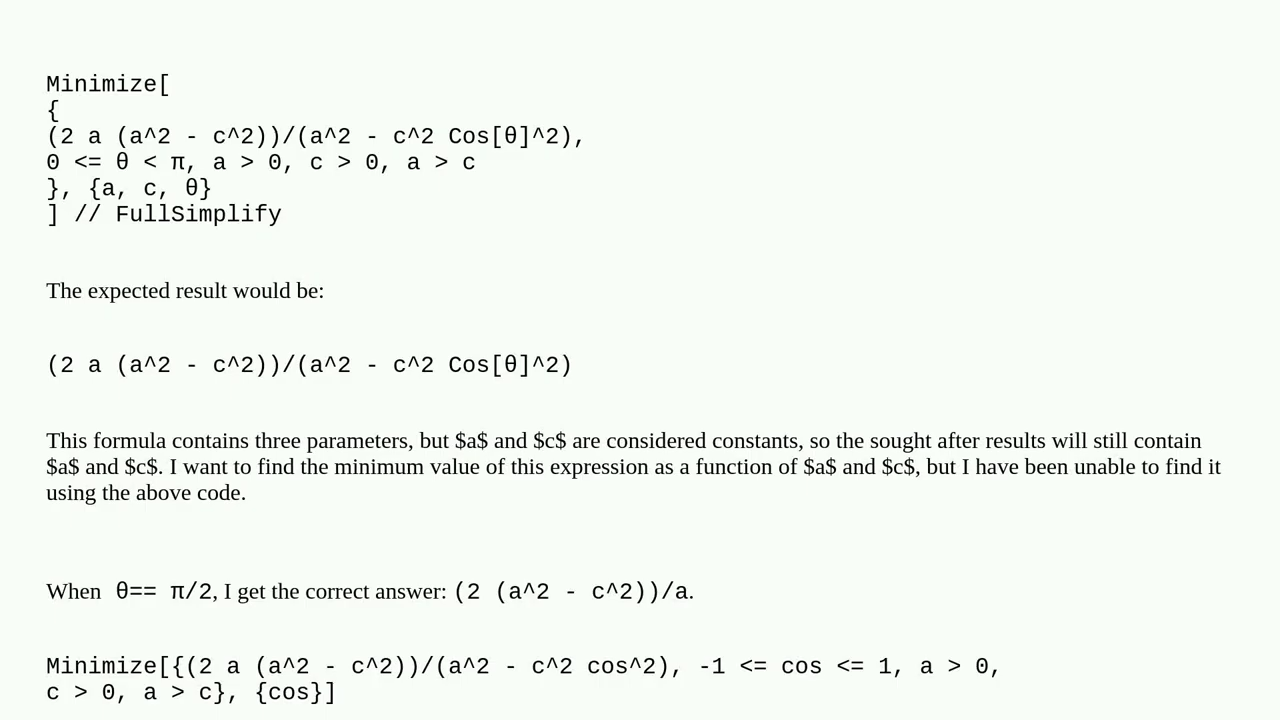 Minimize[
{
(2 a (a^2 - c^2))/(a^2 - c^2 Cos[θ]^2),
0 <= θ < π, a > 0, c > 0, a > c
}, {a, c, θ}
] // FullSimplify
The expected result would be:
(2 a (a^2 - c^2))/(a^2 - c^2 Cos[θ]^2)
This formula contains three parameters, but $a$ and $c$ are considered constants, so the sought after results will still contain
$a$ and $c$. I want to find the minimum value of this expression as a function of $a$ and $c$, but I have been unable to find it
using the above code.
When θ== π/2, I get the correct answer: (2 (a^2 - c^2))/a.
Minimize[{(2 a (a^2 - c^2))/(a^2 - c^2 cos^2), -1 <= cos <= 1, a > 0,
c > 0, a > c}, {cos}]